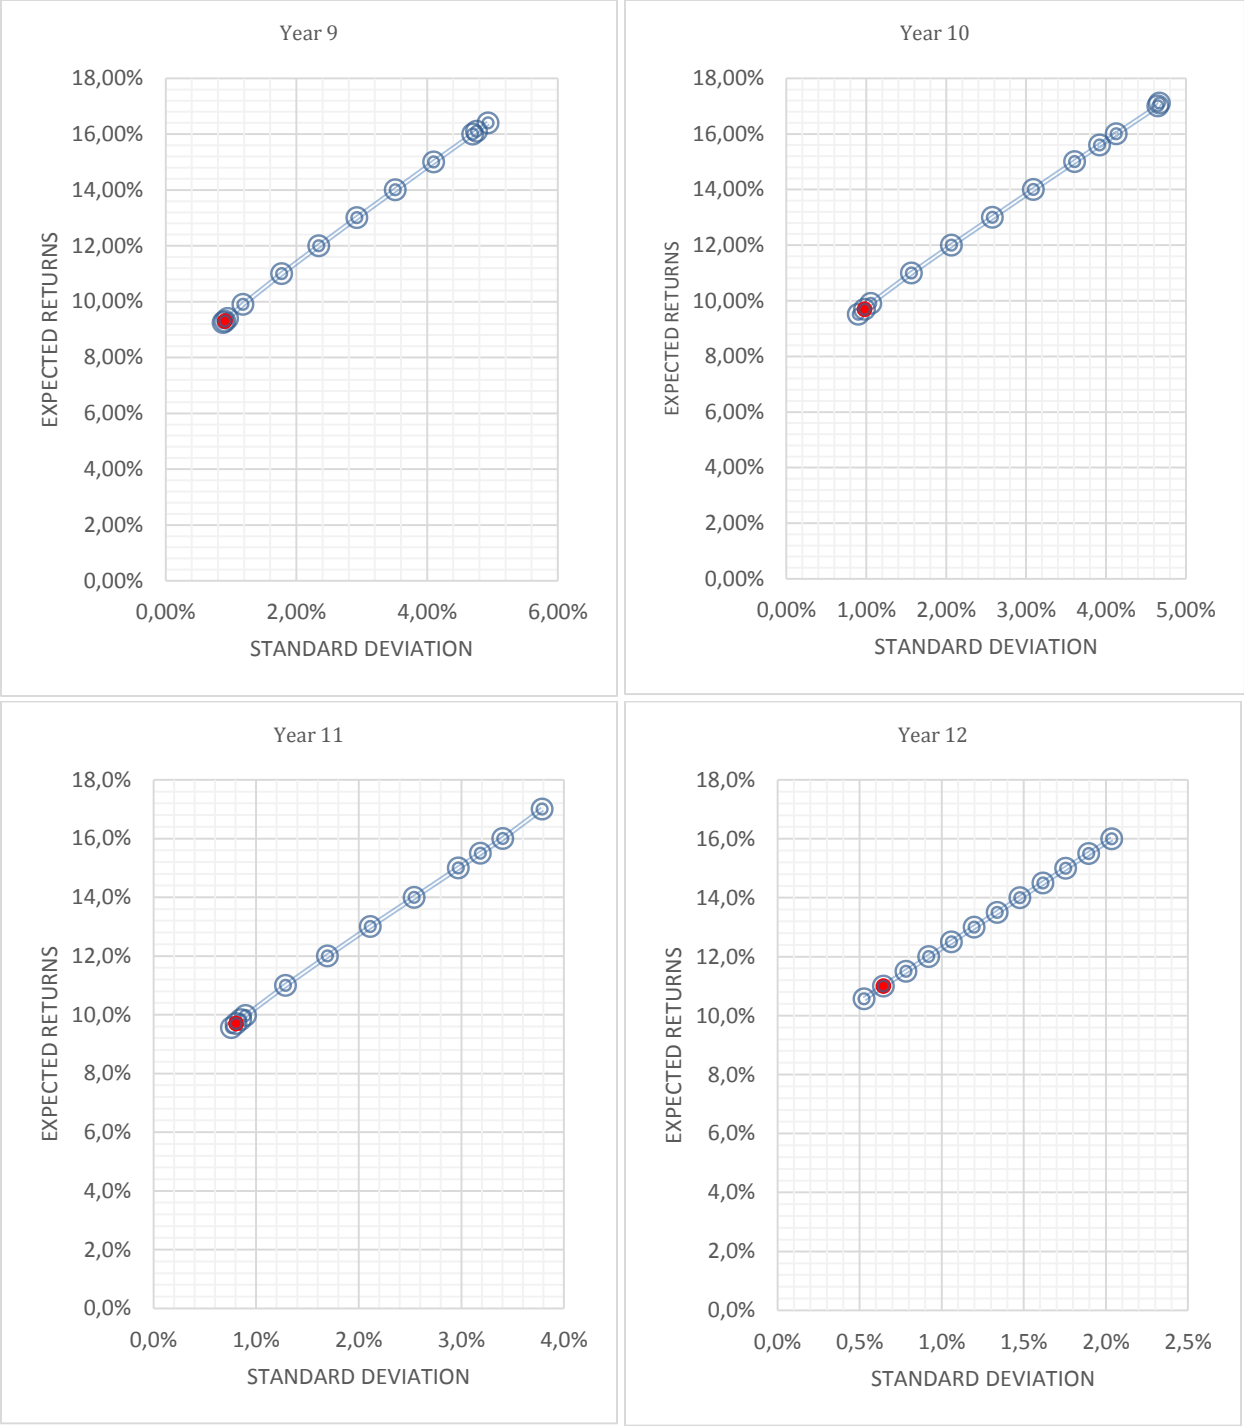 Year 9
18,00%
16,00%
14,00%
12,00%
10,00%
8,00%
6,00%
4,00%
2,00%
0,00%
EXPECTED RETURNS
0,00% 2,00% 4,00% 6,00%
STANDARD DEVIATION
Year 10
18,00%
16,00%
14,00%
12,00%
10,00%
8,00%
6,00%
4,00%
2,00%
0,00%
EXPECTED RETURNS
0,00% 1,00% 2,00% 3,00% 4,00% 5,00%
STANDARD DEVIATION
Year 11
18,0%
16,0%
14,0%
12,0%
10,0%
8,0%
6,0%
4,0%
2,0%
0,0%
EXPECTED RETURNS
0,0% 1,0% 2,0% 3,0% 4,0%
STANDARD DEVIATION
Year 12
18,0%
16,0%
14,0%
12,0%
10,0%
8,0%
6,0%
4,0%
2,0%
0,0%
EXPECTED RETURNS
0,0% 0,5% 1,0% 1,5% 2,0% 2,5%
STANDARD DEVIATION